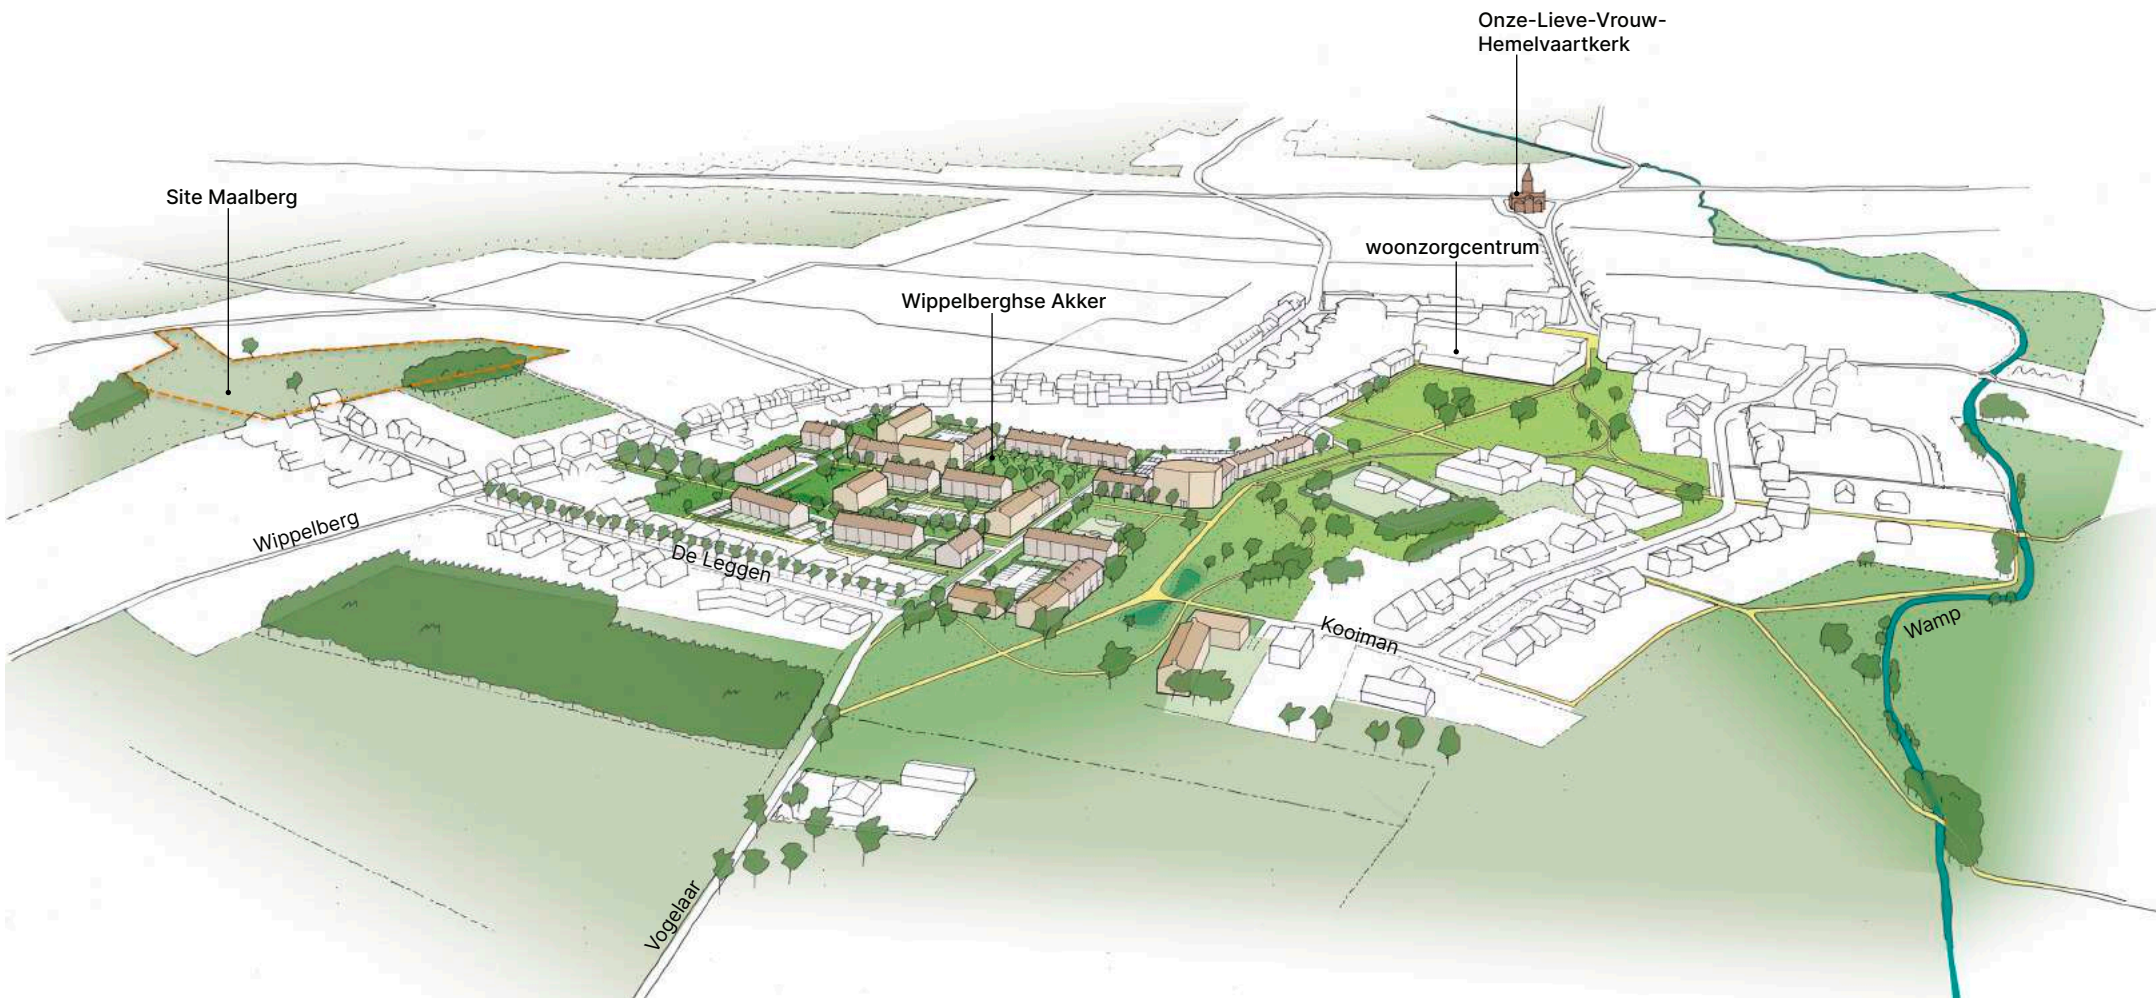 Onze-Lieve-Vrouw-
Hemelvaartkerk
Site Maalberg
woonzorgcentrum
Wippelberghse Akker
Wippelberg
De Leggen
Kooiman
Wamp
Vogelaar